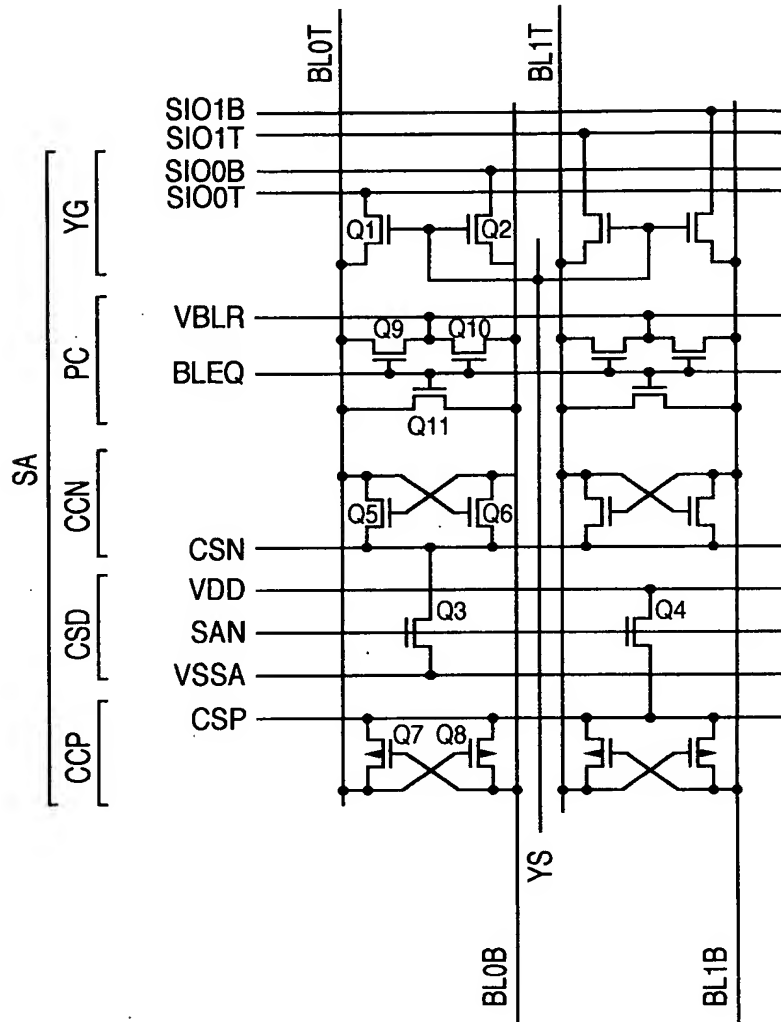 BL0T
BL1T
SIO1B
SIO1T
SIO0B
SIO0T
YG
Q1
Q2
VBLR
Q9
Q10
PC
BLEQ
Q11
SA
CCN
Q5
Q6
CSN
VDD
Q3
Q4
CSD
SAN
VSSA
CSP
CCP
Q7
Q8
YS
BL0B
BL1B